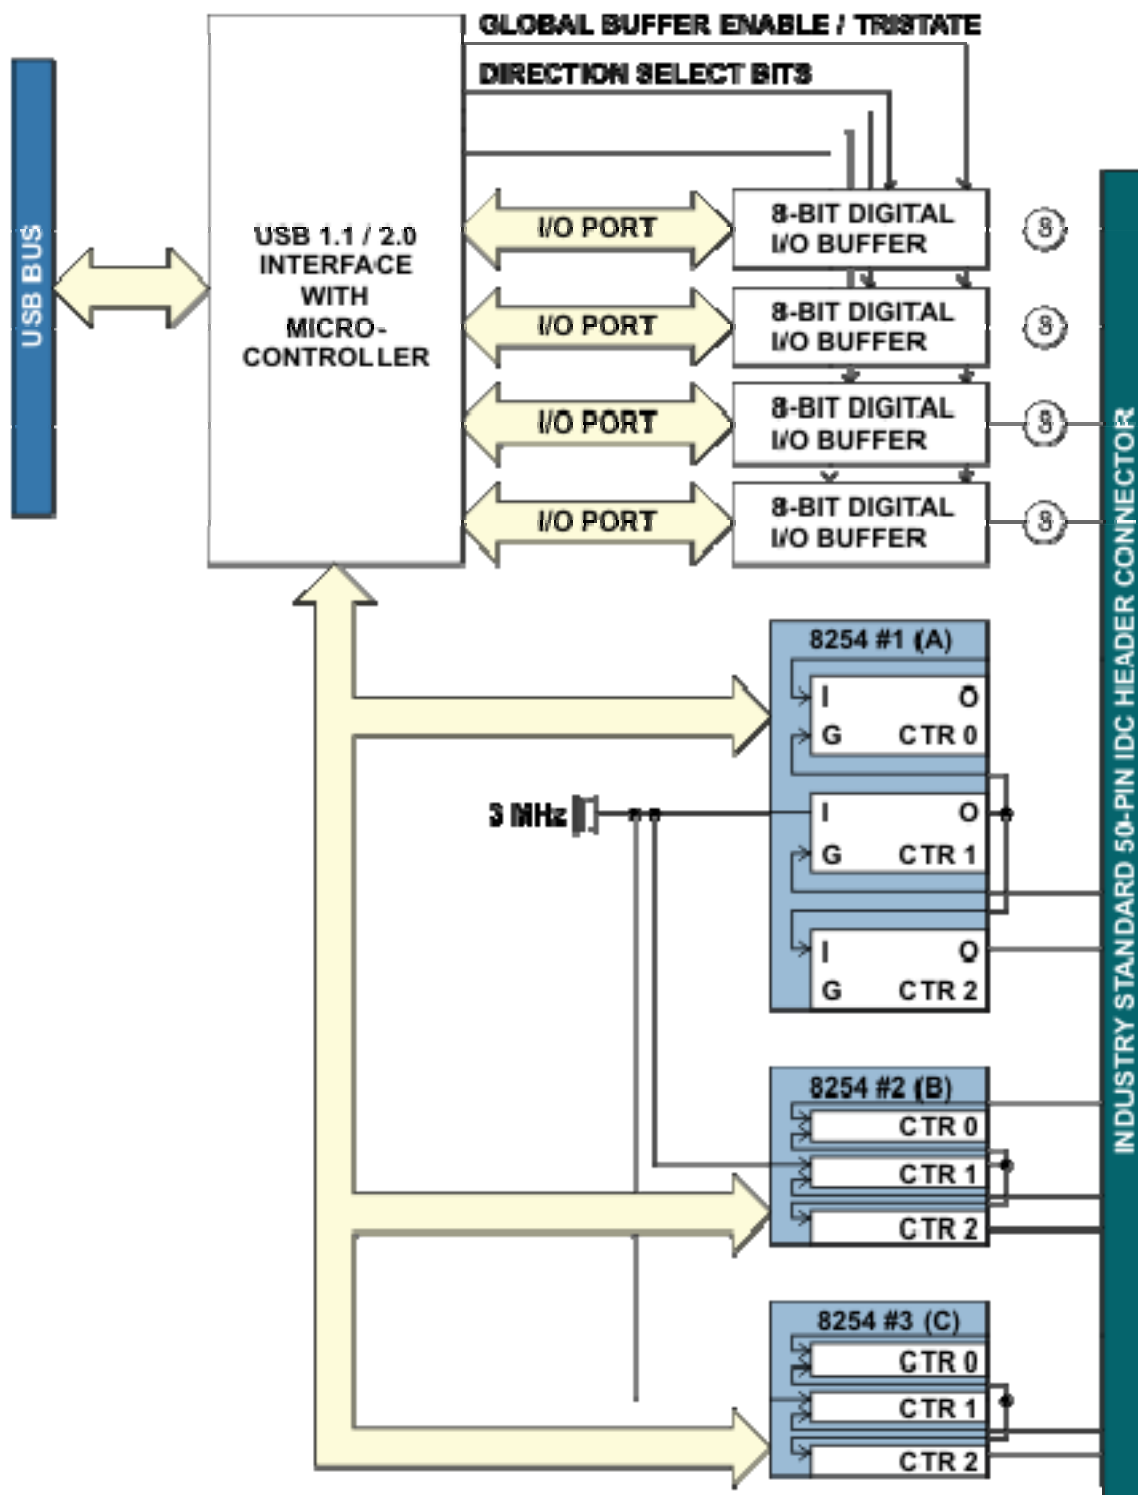 GLOBAL BUFFER ENABLE / TRISTATE
DIRECTION SELECT BITS
USB BUS
USB 1.1 / 2.0
INTERFACE
WITH
MICRO-
CONTROLLER
I/O PORT
8-BIT DIGITAL
I/O BUFFER
8
I/O PORT
8-BIT DIGITAL
I/O BUFFER
8
I/O PORT
8-BIT DIGITAL
I/O BUFFER
8
I/O PORT
8-BIT DIGITAL
I/O BUFFER
8
INDUSTRY STANDARD 50-PIN IDC HEADER CONNECTOR
8254 #1 (A)
I O
G CTR 0
3 MHz
I O
G CTR 1
I O
G CTR 2
8254 #2 (B)
CTR 0
CTR 1
CTR 2
8254 #3 (C)
CTR 0
CTR 1
CTR 2